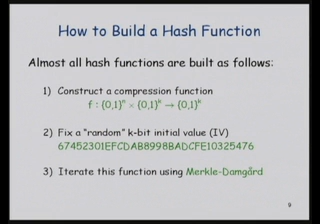 How to Build a Hash Function
Almost all hash functions are built as follows:
1) Construct a compression function
f : {0,1}ⁿ × {0,1}ᵏ → {0,1}ᵏ
2) Fix a "random" k-bit initial value (IV)
67452301EFCDAB8998BADCFE10325476
3) Iterate this function using Merkle-Damgård
9